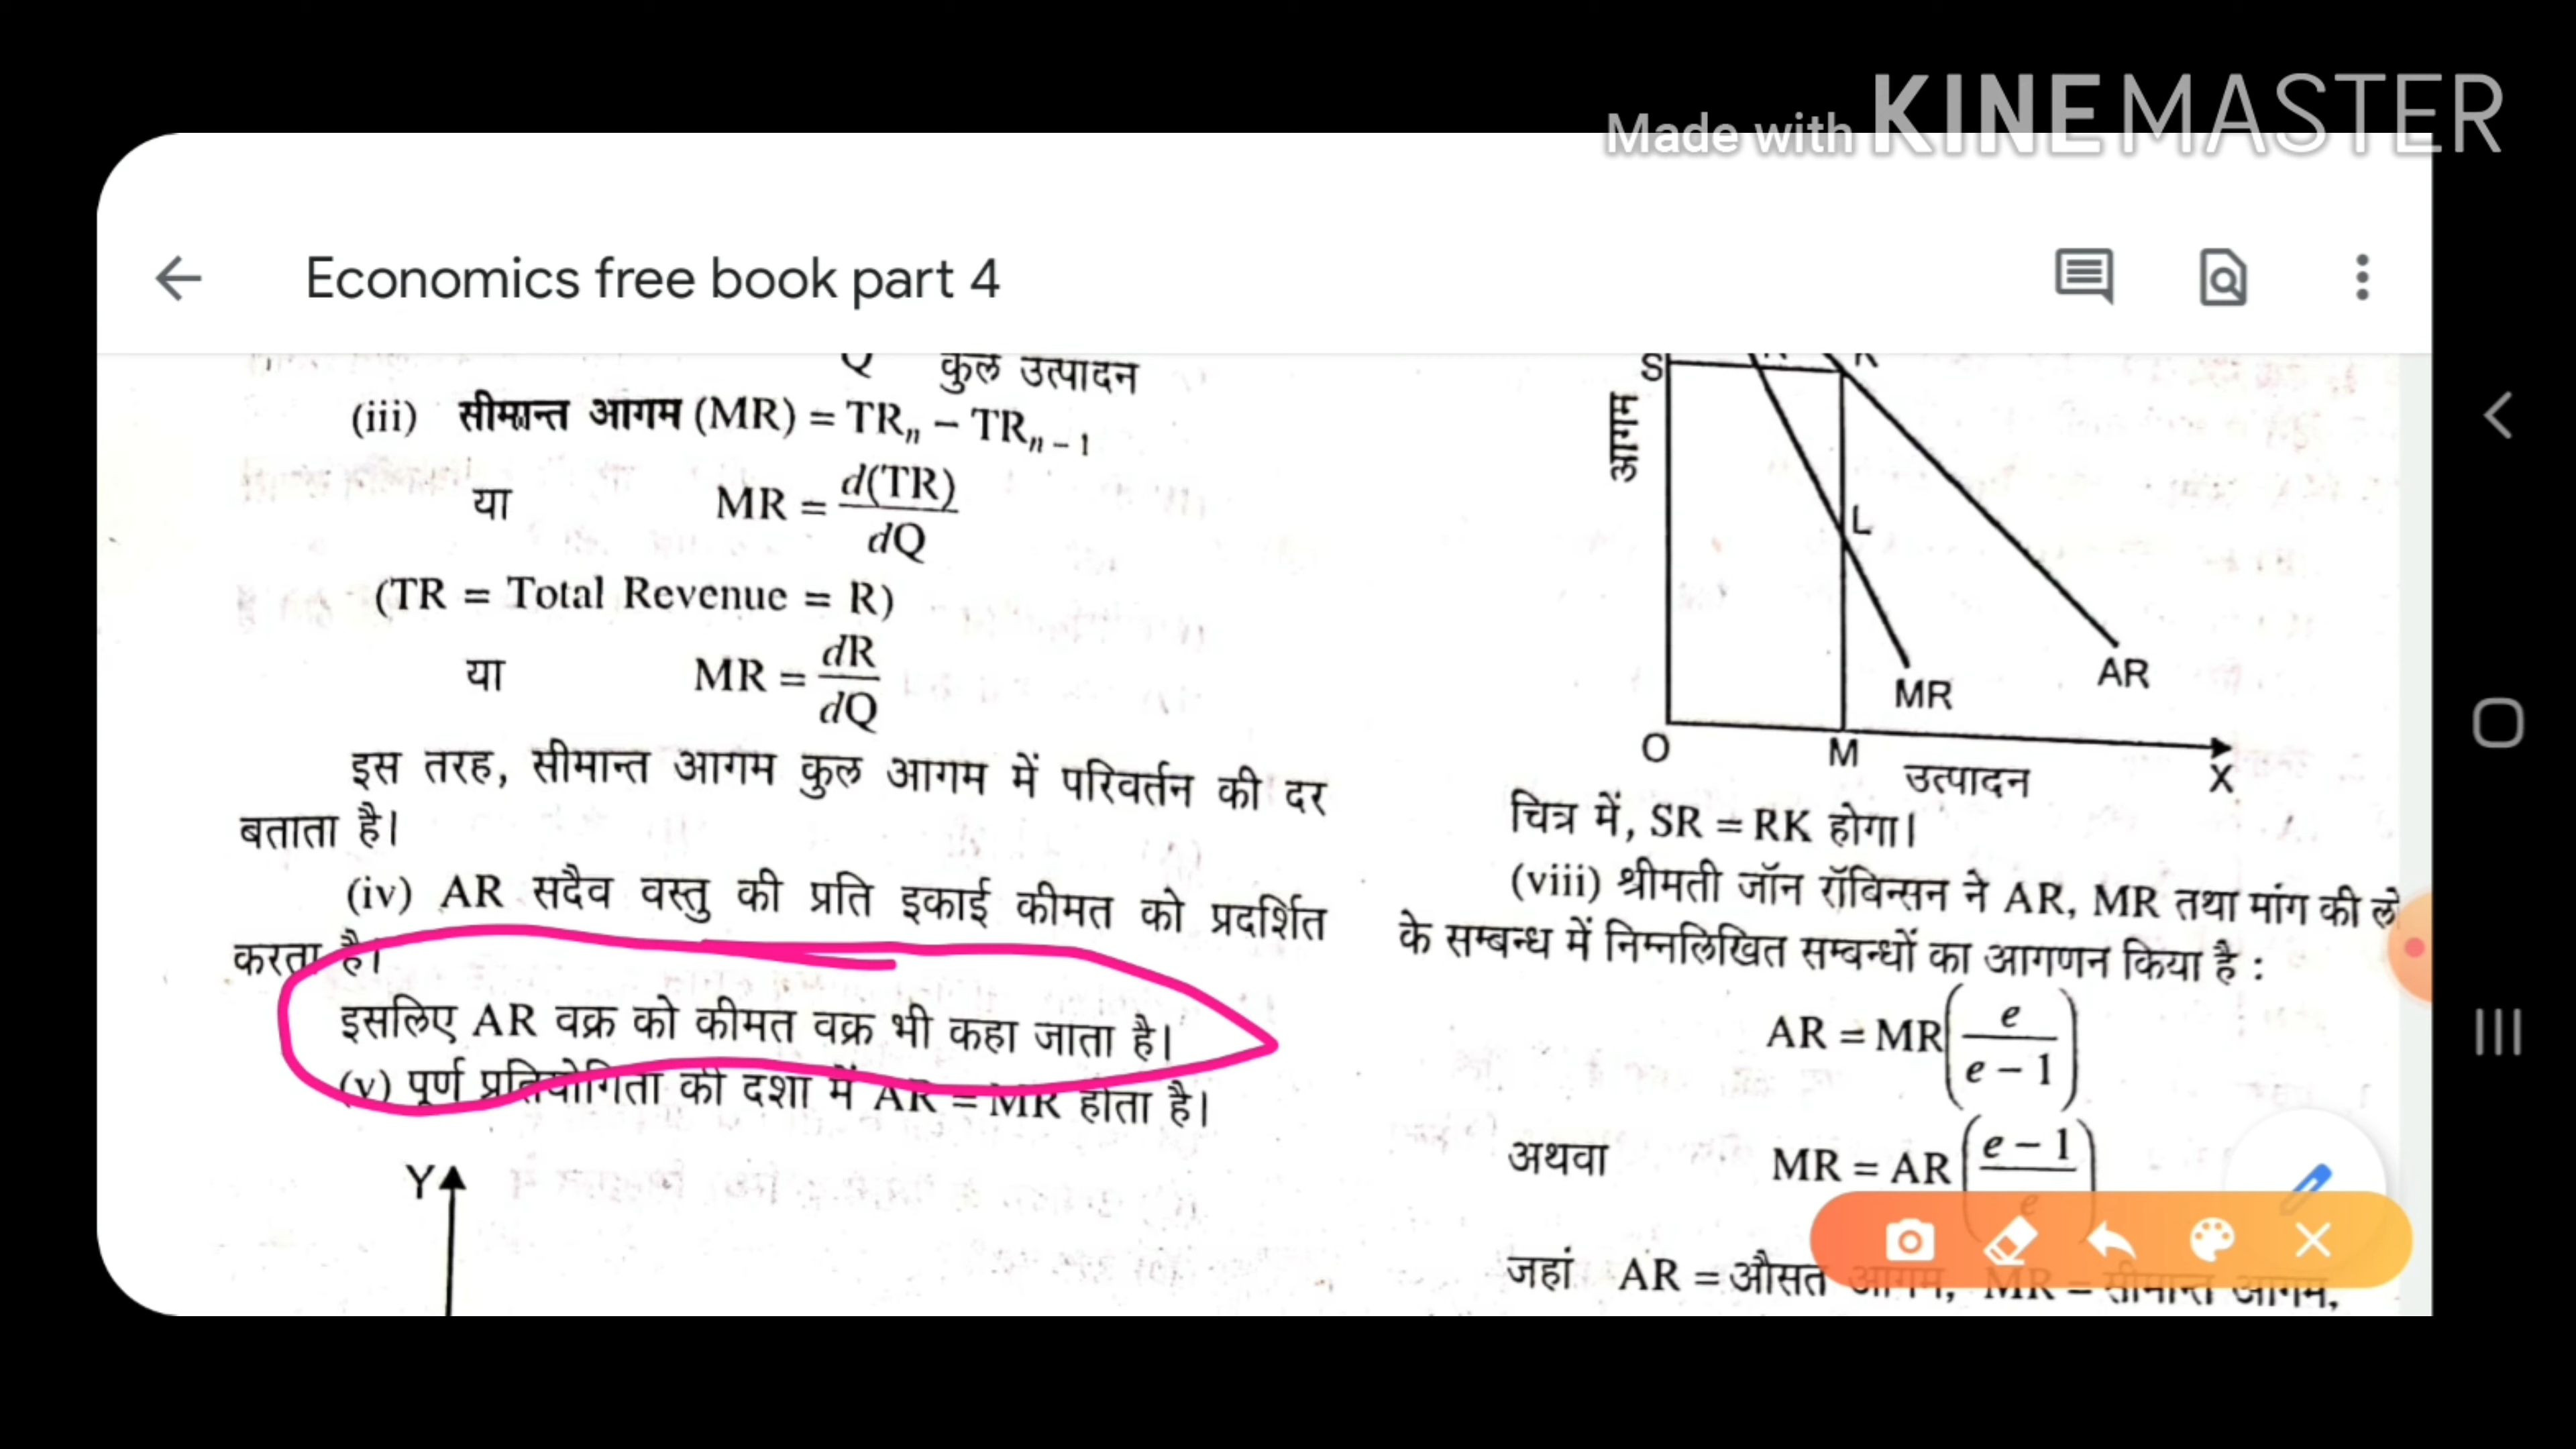 Made with KINEMASTER
Economics free book part 4
Q कुल उत्पादन
(iii) सीमान्त आगम (MR) = TRn − TRn − 1
या MR = d(TR)
dQ
(TR = Total Revenue = R)
या MR = dR
dQ
इस तरह, सीमान्त आगम कुल आगम में परिवर्तन की दर
बताता है।
(iv) AR सदैव वस्तु की प्रति इकाई कीमत को प्रदर्शित
करता है।
इसलिए AR वक्र को कीमत वक्र भी कहा जाता है।
(v) पूर्ण प्रतियोगिता की दशा में AR = MR होता है।
Y
S K
आगम
L
AR
MR
O M
उत्पादन X
चित्र में, SR = RK होगा।
(viii) श्रीमती जॉन रॉबिन्सन ने AR, MR तथा मांग की लो
के सम्बन्ध में निम्नलिखित सम्बन्धों का आगणन किया है :
AR = MR( e
e − 1 )
अथवा MR = AR ( e − 1
e )
जहां AR = औसत आगम, MR = सीमान्त आगम,